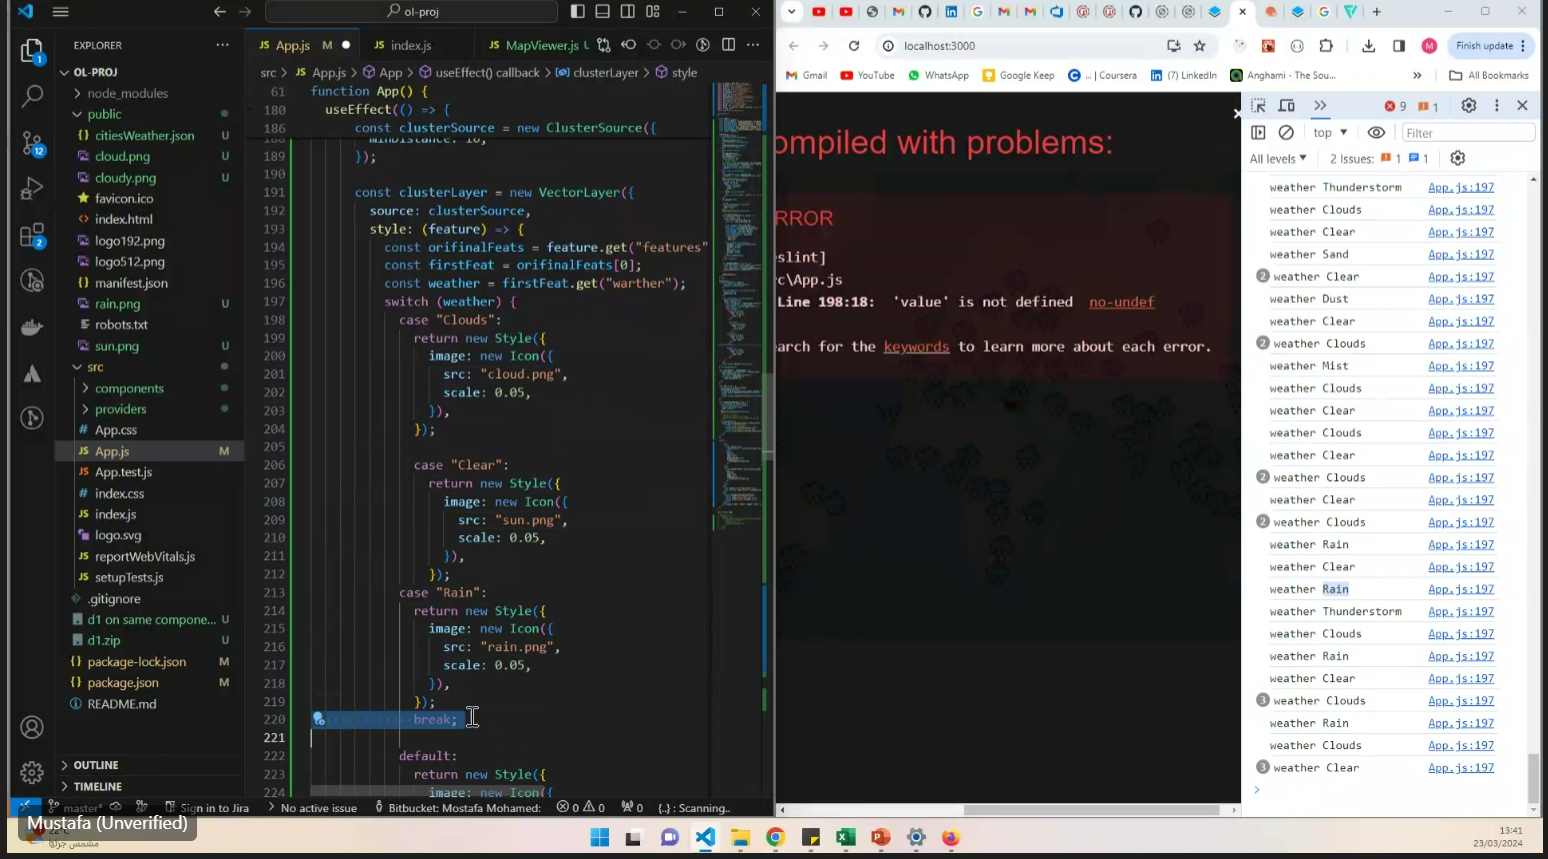 ol-proj
EXPLORER
OL-PROJ
node_modules
public
citiesWeather.json U
cloud.png U
cloudy.png U
favicon.ico
index.html
logo192.png
logo512.png
manifest.json
rain.png U
robots.txt
sun.png U
src
components
providers
App.css
App.js M
App.test.js
index.css
index.js
logo.svg
reportWebVitals.js
setupTests.js
.gitignore
d1 on same compone... U
d1.zip U
package-lock.json M
package.json M
README.md
OUTLINE
TIMELINE
1
12
2
JS App.js M
JS index.js
JS MapViewer.js U
src > JS App.js > App > useEffect() callback > clusterLayer > style
61 function App() {
180 useEffect(() => {
186 const clusterSource = new ClusterSource({
189 });
190
191 const clusterLayer = new VectorLayer({
192 source: clusterSource,
193 style: (feature) => {
194 const orifinalFeats = feature.get("features"
195 const firstFeat = orifinalFeats[0];
196 const weather = firstFeat.get("warther");
197 switch (weather) {
198 case "Clouds":
199 return new Style({
200 image: new Icon({
201 src: "cloud.png",
202 scale: 0.05,
203 }),
204 });
205
206 case "Clear":
207 return new Style({
208 image: new Icon({
209 src: "sun.png",
210 scale: 0.05,
211 }),
212 });
213 case "Rain":
214 return new Style({
215 image: new Icon({
216 src: "rain.png",
217 scale: 0.05,
218 }),
219 });
220 break;
221
222 default:
223 return new Style({
224 image: new Icon({
master* Sign in to Jira No active issue Bitbucket: Mostafa Mohamed: 0 0 0 {..} : Scanning..
Mustafa (Unverified)
localhost:3000
M
Finish update
Gmail YouTube WhatsApp Google Keep ... | Coursera (7) LinkedIn Anghami - The Sou... » All Bookmarks
ompiled with problems:
RROR
slint]
rc\App.js
Line 198:18: 'value' is not defined no-undef
arch for the keywords to learn more about each error.
9 1
top Filter
All levels 2 Issues: 1 1
weather Thunderstorm App.js:197
weather Clouds App.js:197
weather Clear App.js:197
weather Sand App.js:197
2 weather Clear App.js:197
weather Dust App.js:197
weather Clear App.js:197
2 weather Clouds App.js:197
weather Mist App.js:197
weather Clouds App.js:197
weather Clear App.js:197
weather Clouds App.js:197
weather Clear App.js:197
2 weather Clouds App.js:197
weather Clear App.js:197
2 weather Clouds App.js:197
weather Rain App.js:197
weather Clear App.js:197
weather Rain App.js:197
weather Thunderstorm App.js:197
weather Clouds App.js:197
weather Rain App.js:197
weather Clear App.js:197
3 weather Clouds App.js:197
weather Rain App.js:197
weather Clouds App.js:197
3 weather Clear App.js:197
13:41
23/03/2024